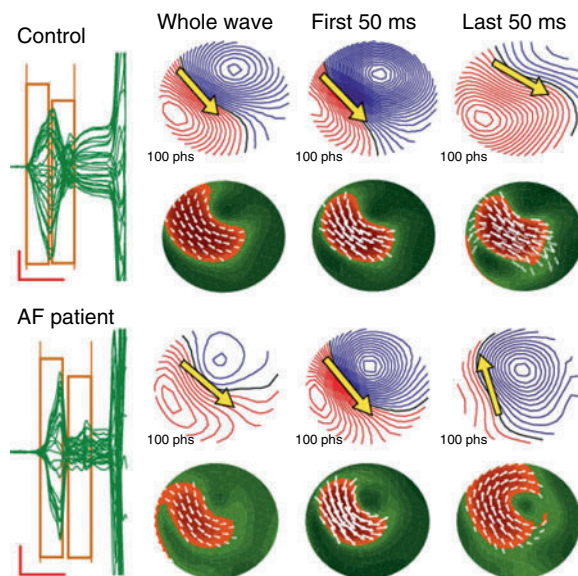 Whole wave First 50 ms Last 50 ms
Control
100 phs 100 phs 100 phs
AF patient
100 phs 100 phs 100 phs